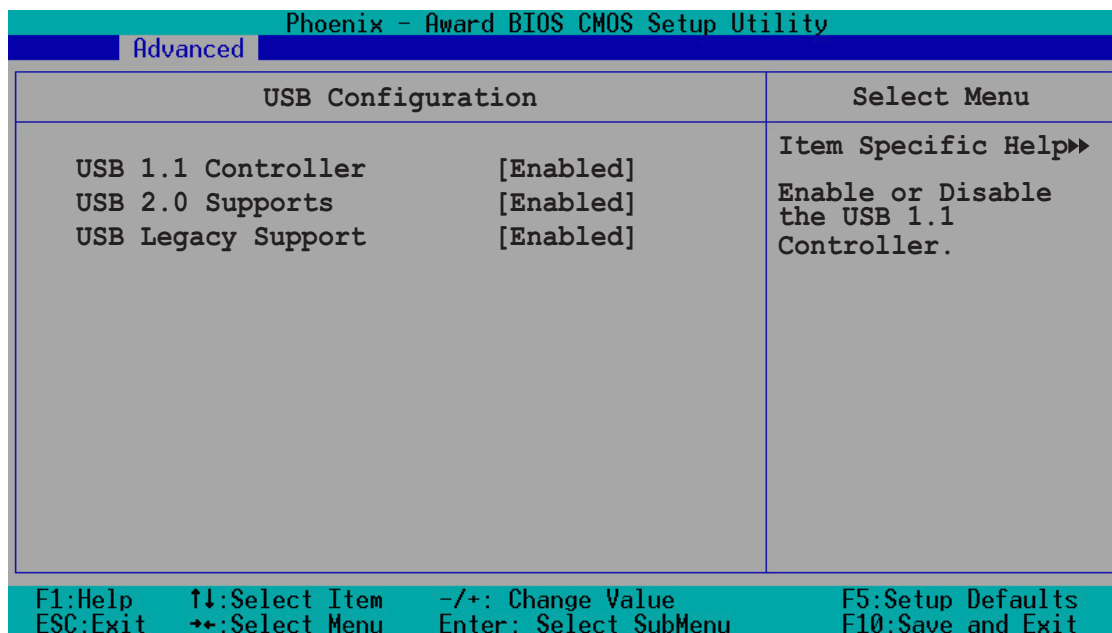 Phoenix - Award BIOS CMOS Setup Utility
Advanced
USB Configuration
Select Menu
USB 1.1 Controller [Enabled]
USB 2.0 Supports [Enabled]
USB Legacy Support [Enabled]
Item Specific Help▸▸
Enable or Disable
the USB 1.1
Controller.
F1:Help ↑↓:Select Item -/+: Change Value F5:Setup Defaults
ESC:Exit →←:Select Menu Enter: Select SubMenu F10:Save and Exit